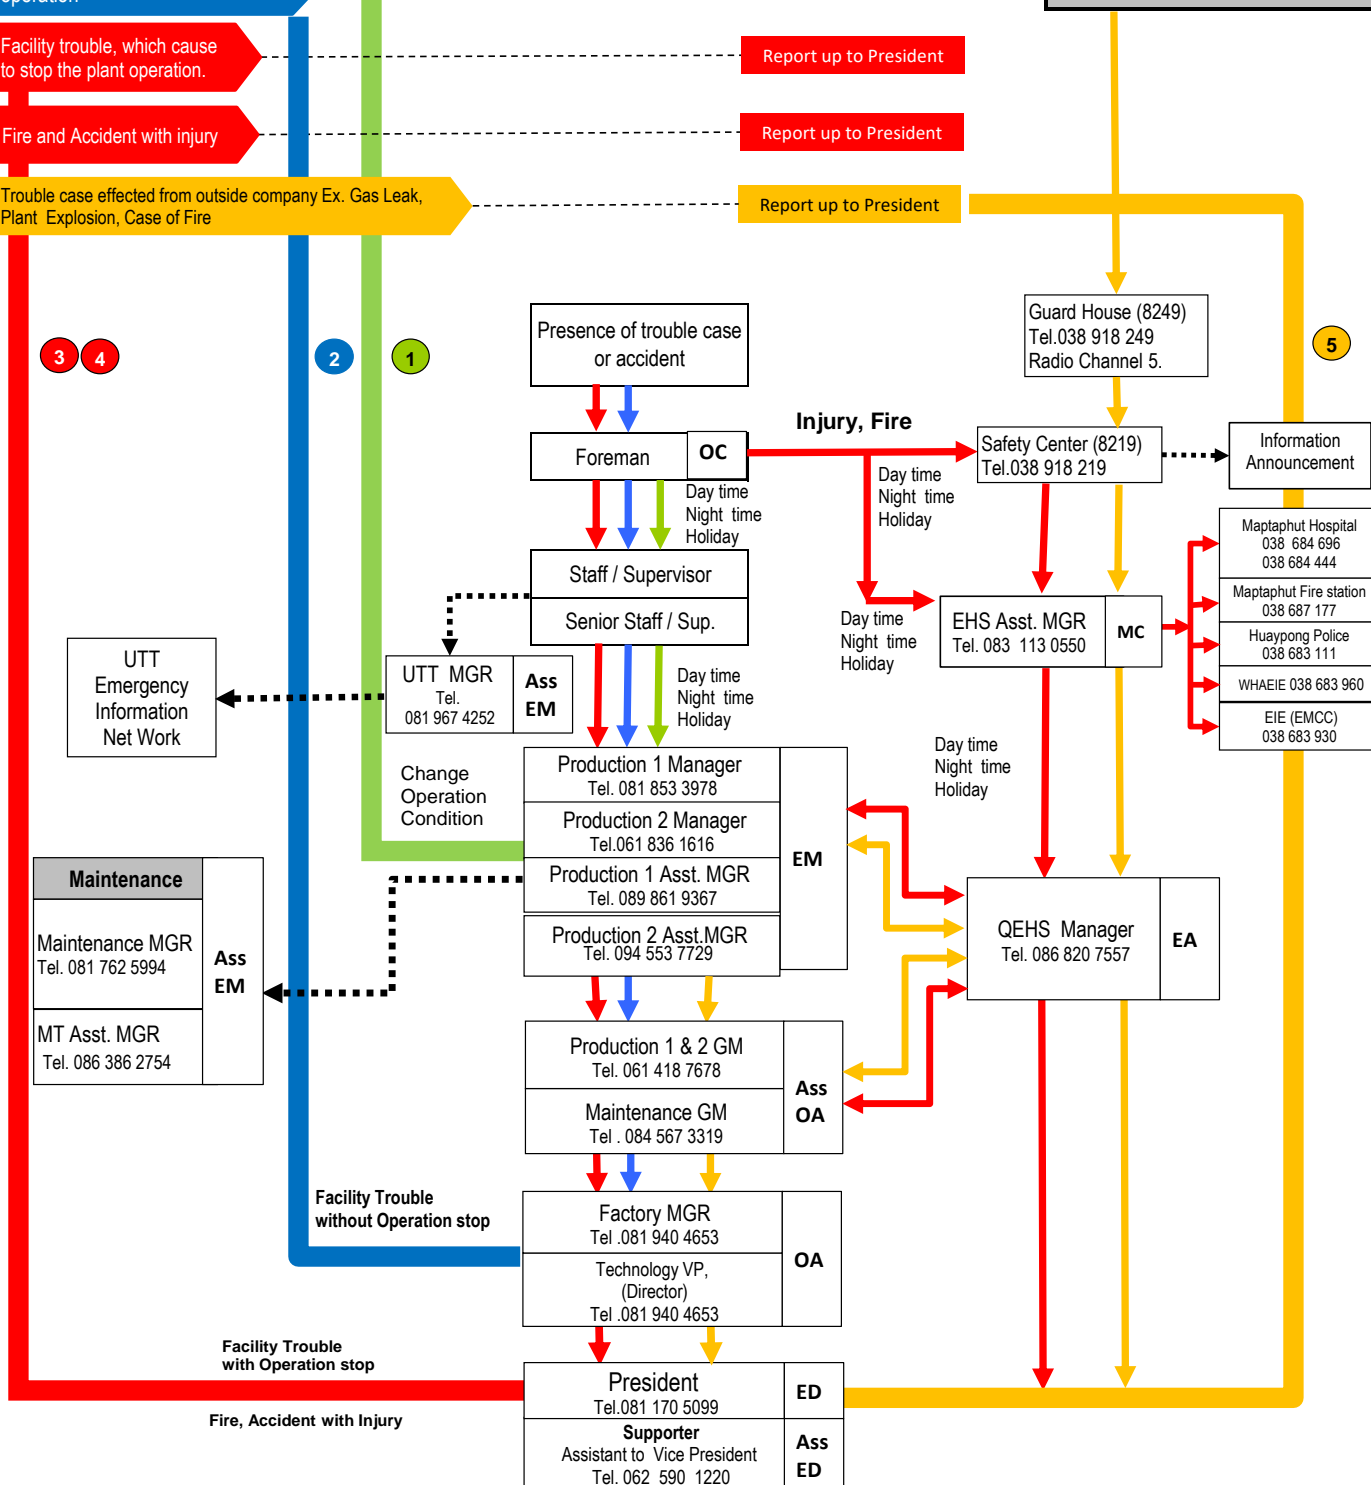 operation
Facility trouble, which cause
to stop the plant operation.
Report up to President
Fire and Accident with injury
Report up to President
Trouble case effected from outside company Ex. Gas Leak,
Plant Explosion, Case of Fire
Report up to President
3
4
2
1
5
Presence of trouble case
or accident
Guard House (8249)
Tel.038 918 249
Radio Channel 5.
Foreman
OC
Injury, Fire
Safety Center (8219)
Tel.038 918 219
Information
Announcement
Day time
Night time
Holiday
Day time
Night time
Holiday
Staff / Supervisor
Senior Staff / Sup.
Maptaphut Hospital
038 684 696
038 684 444
Maptaphut Fire station
038 687 177
Huaypong Police
038 683 111
WHAEIE 038 683 960
EIE (EMCC)
038 683 930
EHS Asst. MGR
Tel. 083 113 0550
MC
Day time
Night time
Holiday
UTT
Emergency
Information
Net Work
UTT MGR
Tel.
081 967 4252
Ass
EM
Day time
Night time
Holiday
Day time
Night time
Holiday
Change
Operation
Condition
Production 1 Manager
Tel. 081 853 3978
Production 2 Manager
Tel.061 836 1616
Production 1 Asst. MGR
Tel. 089 861 9367
Production 2 Asst.MGR
Tel. 094 553 7729
EM
Maintenance
Maintenance MGR
Tel. 081 762 5994
MT Asst. MGR
Tel. 086 386 2754
Ass
EM
QEHS Manager
Tel. 086 820 7557
EA
Production 1 & 2 GM
Tel. 061 418 7678
Maintenance GM
Tel . 084 567 3319
Ass
OA
Facility Trouble
without Operation stop
Factory MGR
Tel .081 940 4653
Technology VP,
(Director)
Tel .081 940 4653
OA
Facility Trouble
with Operation stop
Fire, Accident with Injury
President
Tel.081 170 5099
ED
Supporter
Assistant to Vice President
Tel. 062 590 1220
Ass
ED